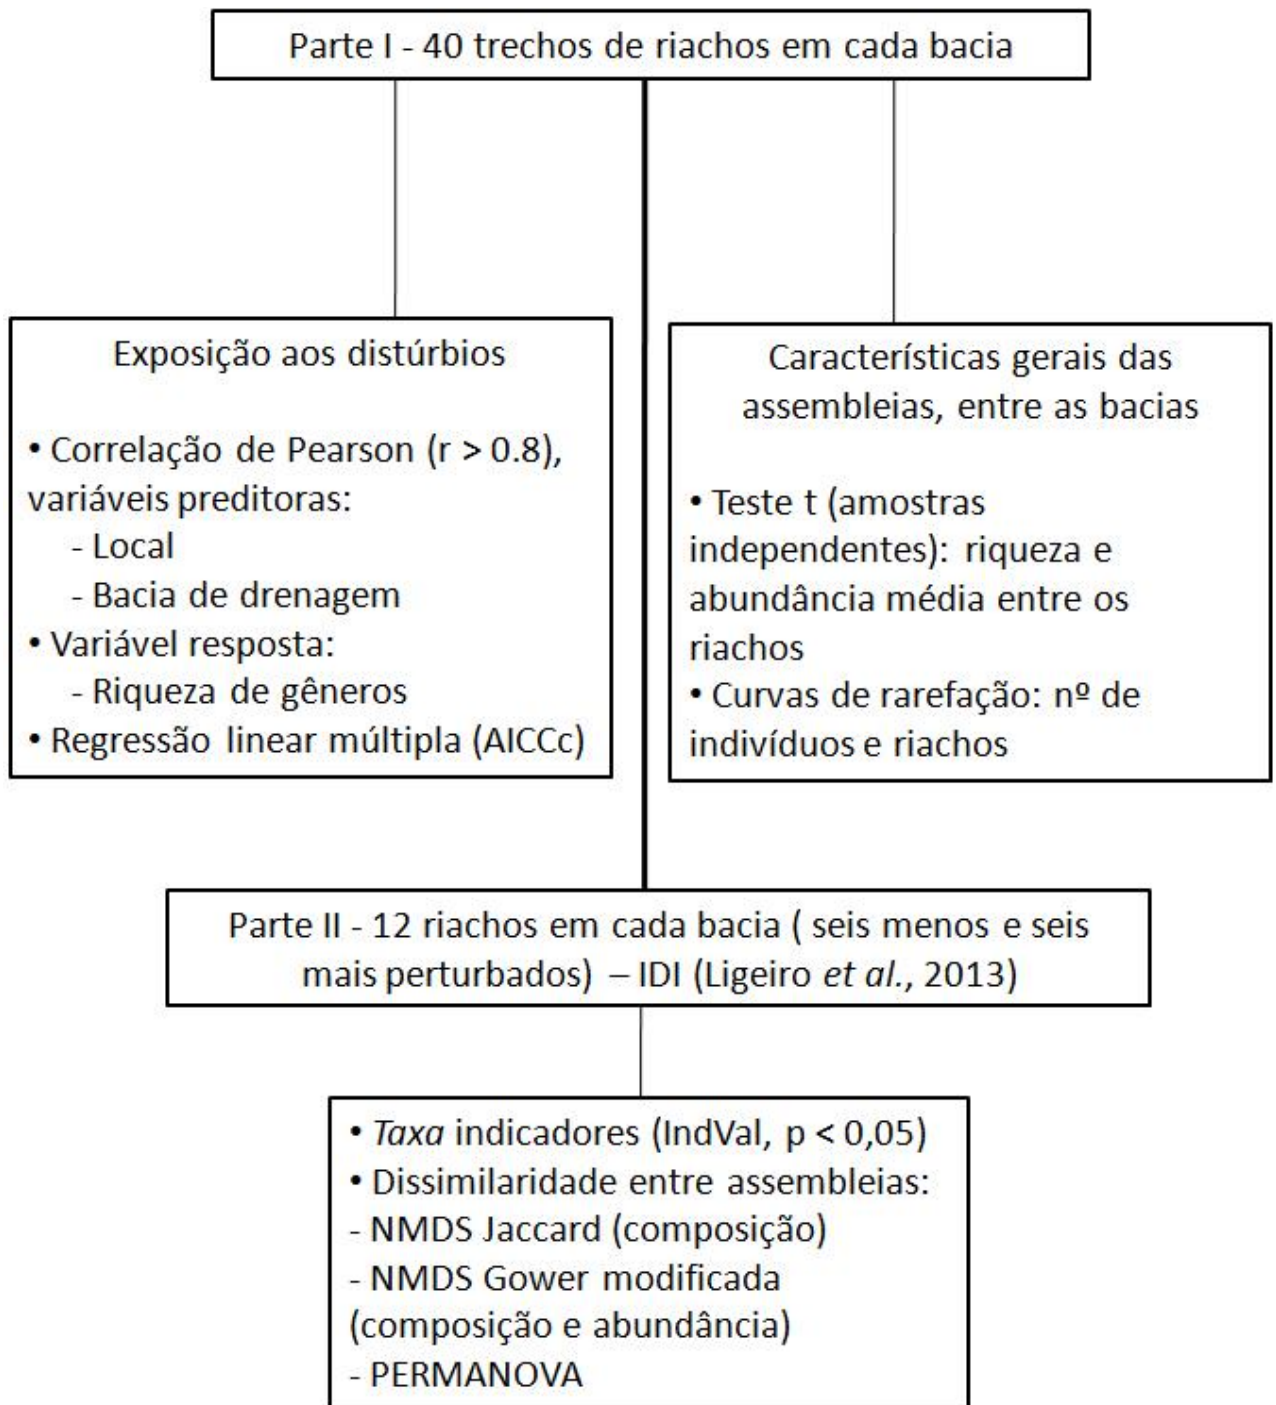 Parte I - 40 trechos de riachos em cada bacia
Exposição aos distúrbios
• Correlação de Pearson (r > 0.8),
variáveis preditoras:
- Local
- Bacia de drenagem
• Variável resposta:
- Riqueza de gêneros
• Regressão linear múltipla (AICCc)
Características gerais das
assembleias, entre as bacias
• Teste t (amostras
independentes): riqueza e
abundância média entre os
riachos
• Curvas de rarefação: nº de
indivíduos e riachos
Parte II - 12 riachos em cada bacia ( seis menos e seis
mais perturbados) – IDI (Ligeiro et al., 2013)
• Taxa indicadores (IndVal, p < 0,05)
• Dissimilaridade entre assembleias:
- NMDS Jaccard (composição)
- NMDS Gower modificada
(composição e abundância)
- PERMANOVA